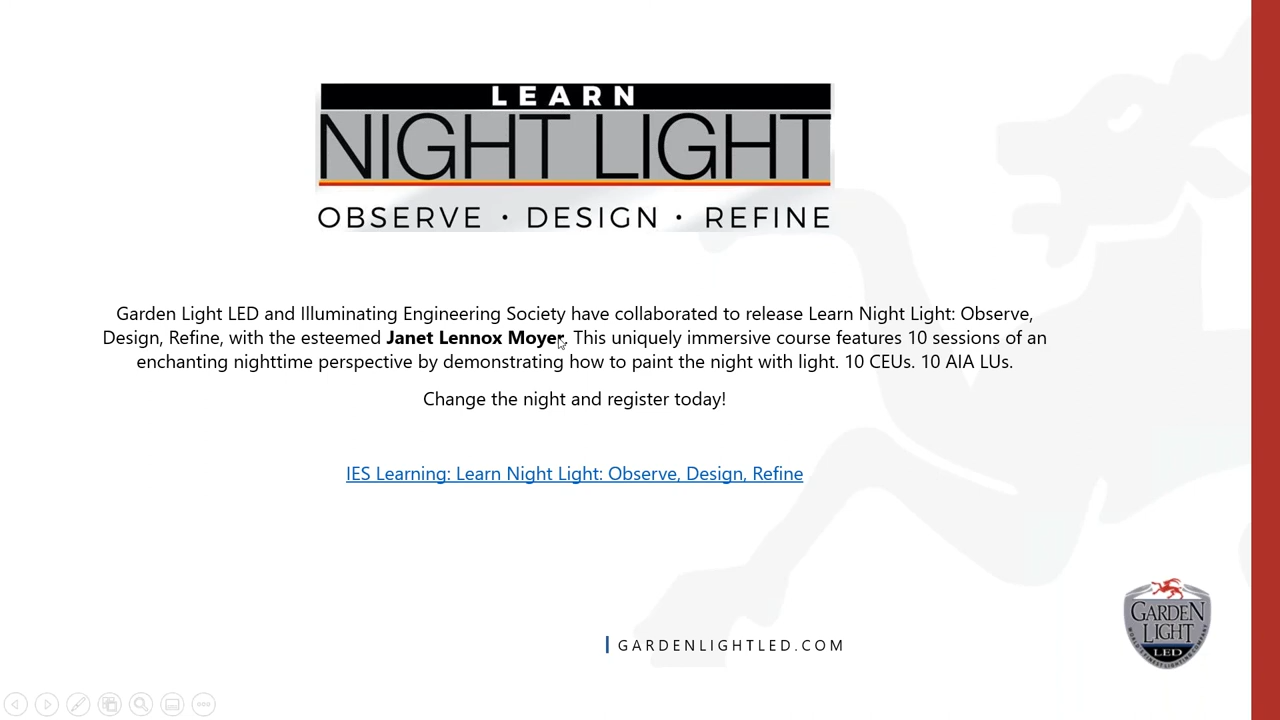 LEARN
NIGHT LIGHT
OBSERVE · DESIGN · REFINE
Garden Light LED and Illuminating Engineering Society have collaborated to release Learn Night Light: Observe,
Design, Refine, with the esteemed Janet Lennox Moyer. This uniquely immersive course features 10 sessions of an
enchanting nighttime perspective by demonstrating how to paint the night with light. 10 CEUs. 10 AIA LUs.
Change the night and register today!
IES Learning: Learn Night Light: Observe, Design, Refine
GARDENLIGHTLED.COM
GARDEN
LIGHT
LED